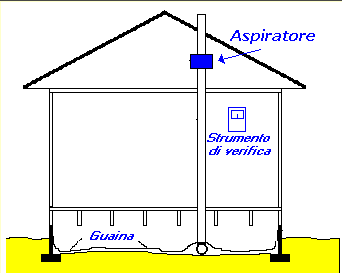 Aspiratore
Strumento
di verifica
Guaina